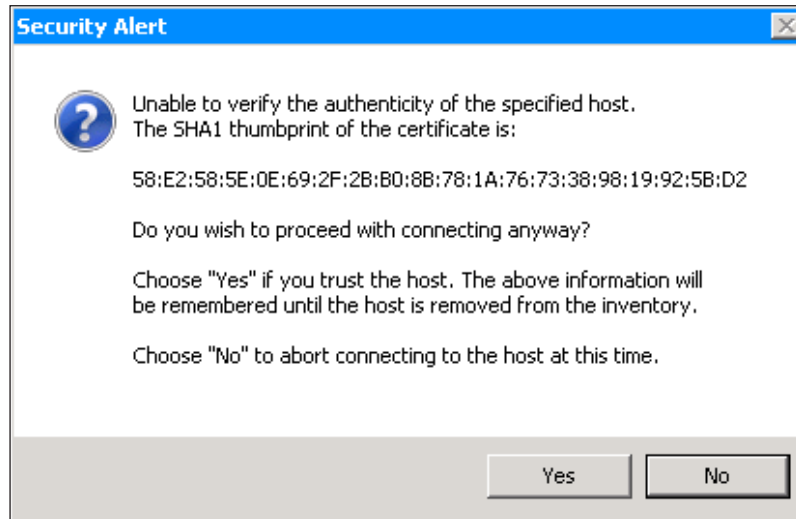 Security Alert
Unable to verify the authenticity of the specified host.
The SHA1 thumbprint of the certificate is:
58:E2:58:5E:0E:69:2F:2B:B0:8B:78:1A:76:73:38:98:19:92:5B:D2
Do you wish to proceed with connecting anyway?
Choose "Yes" if you trust the host. The above information will
be remembered until the host is removed from the inventory.
Choose "No" to abort connecting to the host at this time.
Yes
No